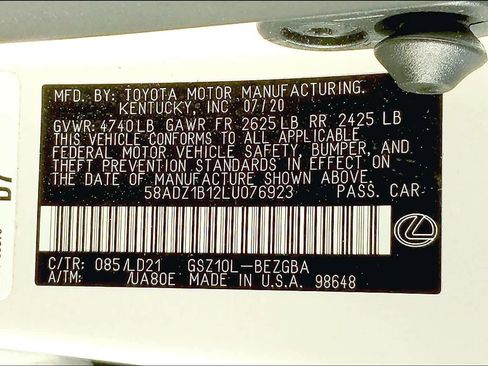 MFD. BY: TOYOTA MOTOR MANUFACTURING.
KENTUCKY, INC 07/20
GVWR: 4740 LB GAWR FR 2625 LB RR 2425 LB
THIS VEHICLE CONFORMS TO ALL APPLICABLE
FEDERAL MOTOR VEHICLE SAFETY, BUMPER, AND
THEFT PREVENTION STANDARDS IN EFFECT ON
THE DATE OF MANUFACTURE SHOWN ABOVE.
58ADZ1B12LU076923 PASS. CAR
C/TR: 085/LD21 GSZ10L-BEZGBA
A/TM: /UA80E MADE IN U.S.A. 98648